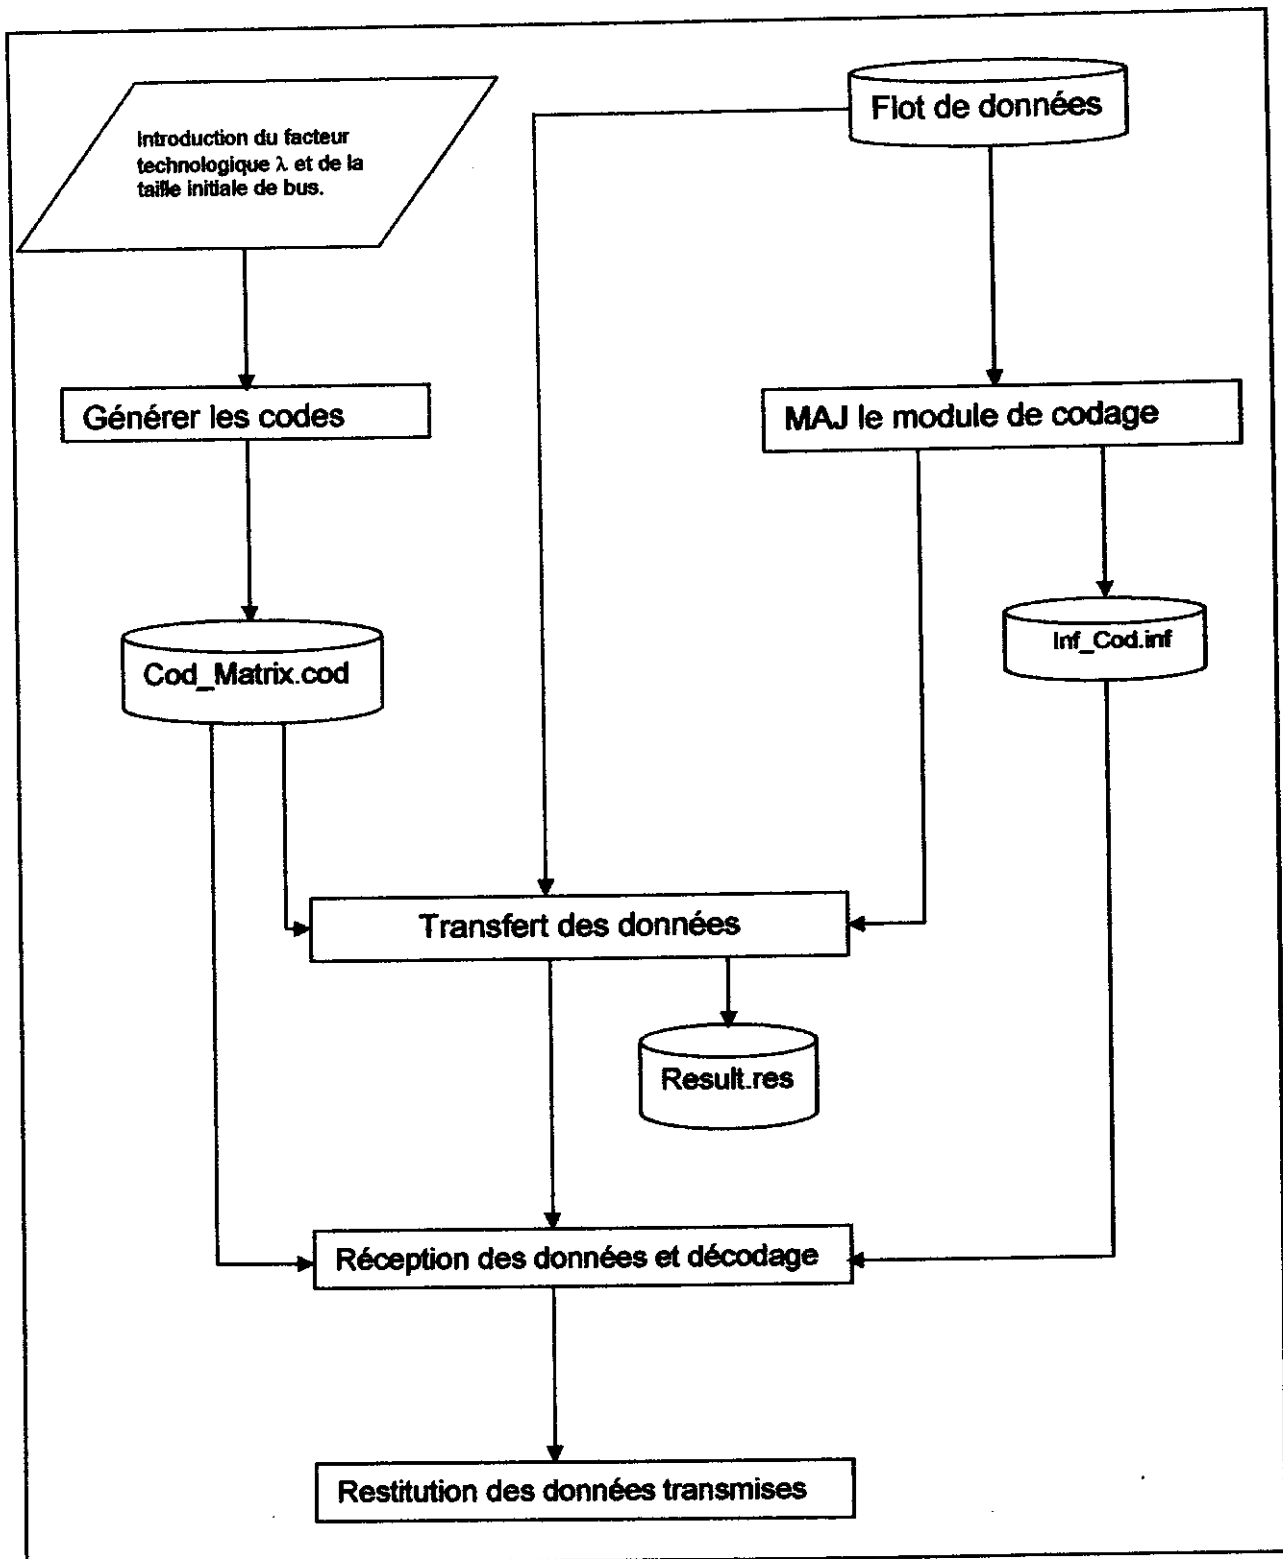 Introduction du facteur
technologique λ et de la
taille initiale de bus.
Flot de données
Générer les codes
MAJ le module de codage
Cod_Matrix.cod
Inf_Cod.inf
Transfert des données
Result.res
Réception des données et décodage
Restitution des données transmises